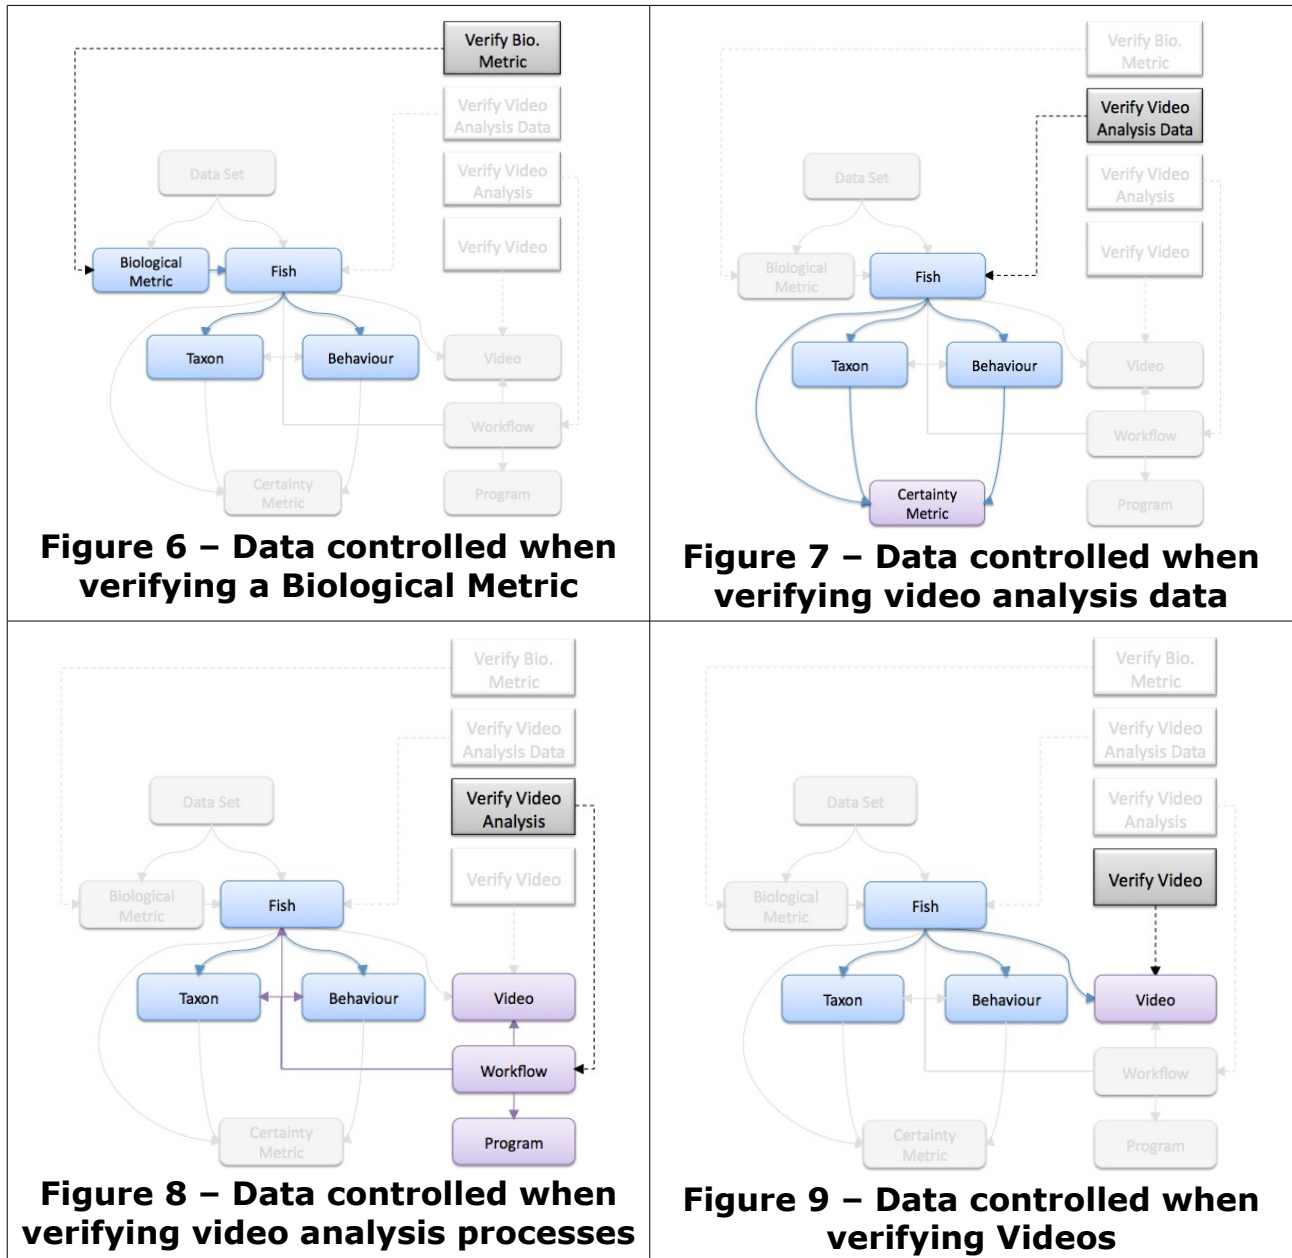 Verify Bio.
Metric
Verify Video
Analysis Data
Verify Video
Analysis
Verify Video
Data Set
Biological
Metric
Fish
Taxon
Behaviour
Video
Workflow
Certainty
Metric
Program
Figure 6 – Data controlled when
verifying a Biological Metric
Verify Bio.
Metric
Verify Video
Analysis Data
Verify Video
Analysis
Verify Video
Data Set
Biological
Metric
Fish
Taxon
Behaviour
Video
Workflow
Certainty
Metric
Program
Figure 7 – Data controlled when
verifying video analysis data
Verify Bio.
Metric
Verify Video
Analysis Data
Verify Video
Analysis
Verify Video
Data Set
Biological
Metric
Fish
Taxon
Behaviour
Video
Workflow
Certainty
Metric
Program
Figure 8 – Data controlled when
verifying video analysis processes
Verify Bio.
Metric
Verify Video
Analysis Data
Verify Video
Analysis
Verify Video
Data Set
Biological
Metric
Fish
Taxon
Behaviour
Video
Workflow
Certainty
Metric
Program
Figure 9 – Data controlled when
verifying Videos